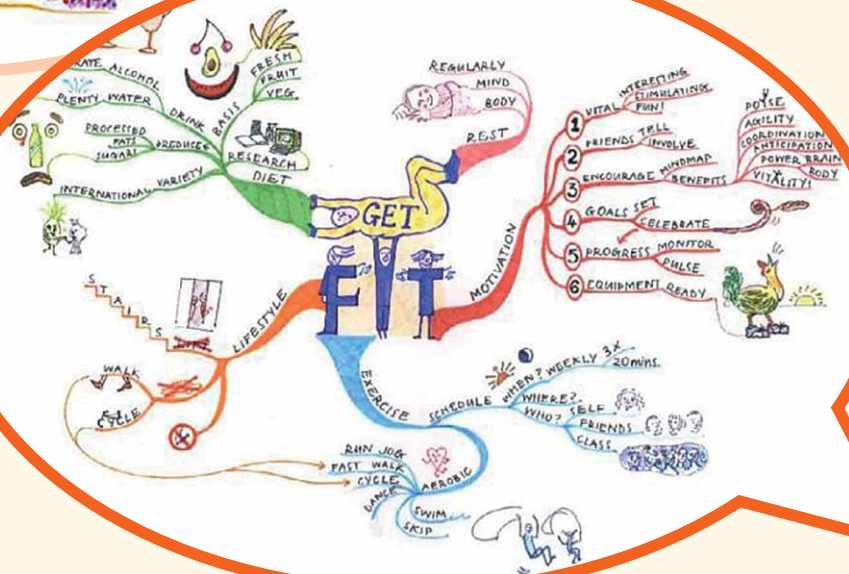 GET
FIT
REST
REGULARLY
MIND
BODY
MOTIVATION
1 VITAL
INTERESTING
STIMULATING
FUN!
2 FRIENDS
TELL
INVOLVE
3 ENCOURAGE
MINDMAP
BENEFITS
POISE
AGILITY
COORDINATION
ANTICIPATION
POWER
BRAIN
BODY
VITALITY!
4 GOALS
SET
CELEBRATE
5 PROGRESS
MONITOR
PULSE
6 EQUIPMENT
READY
EXERCISE
SCHEDULE
WHEN?
WEEKLY
3X
20mins.
WHERE?
WHO?
SELF
FRIENDS
CLASS
AEROBIC
RUN JOG
FAST WALK
CYCLE
DANCE
SWIM
SKIP
LIFESTYLE
STAIRS
LIFT
WALK
CYCLE
DIET
RESEARCH
BASIS
FRESH
FRUIT
VEG
DRINK
ALCOHOL
PLENTY WATER
REDUCE
PROCESSED
FATS
SUGARS
VARIETY
INTERNATIONAL